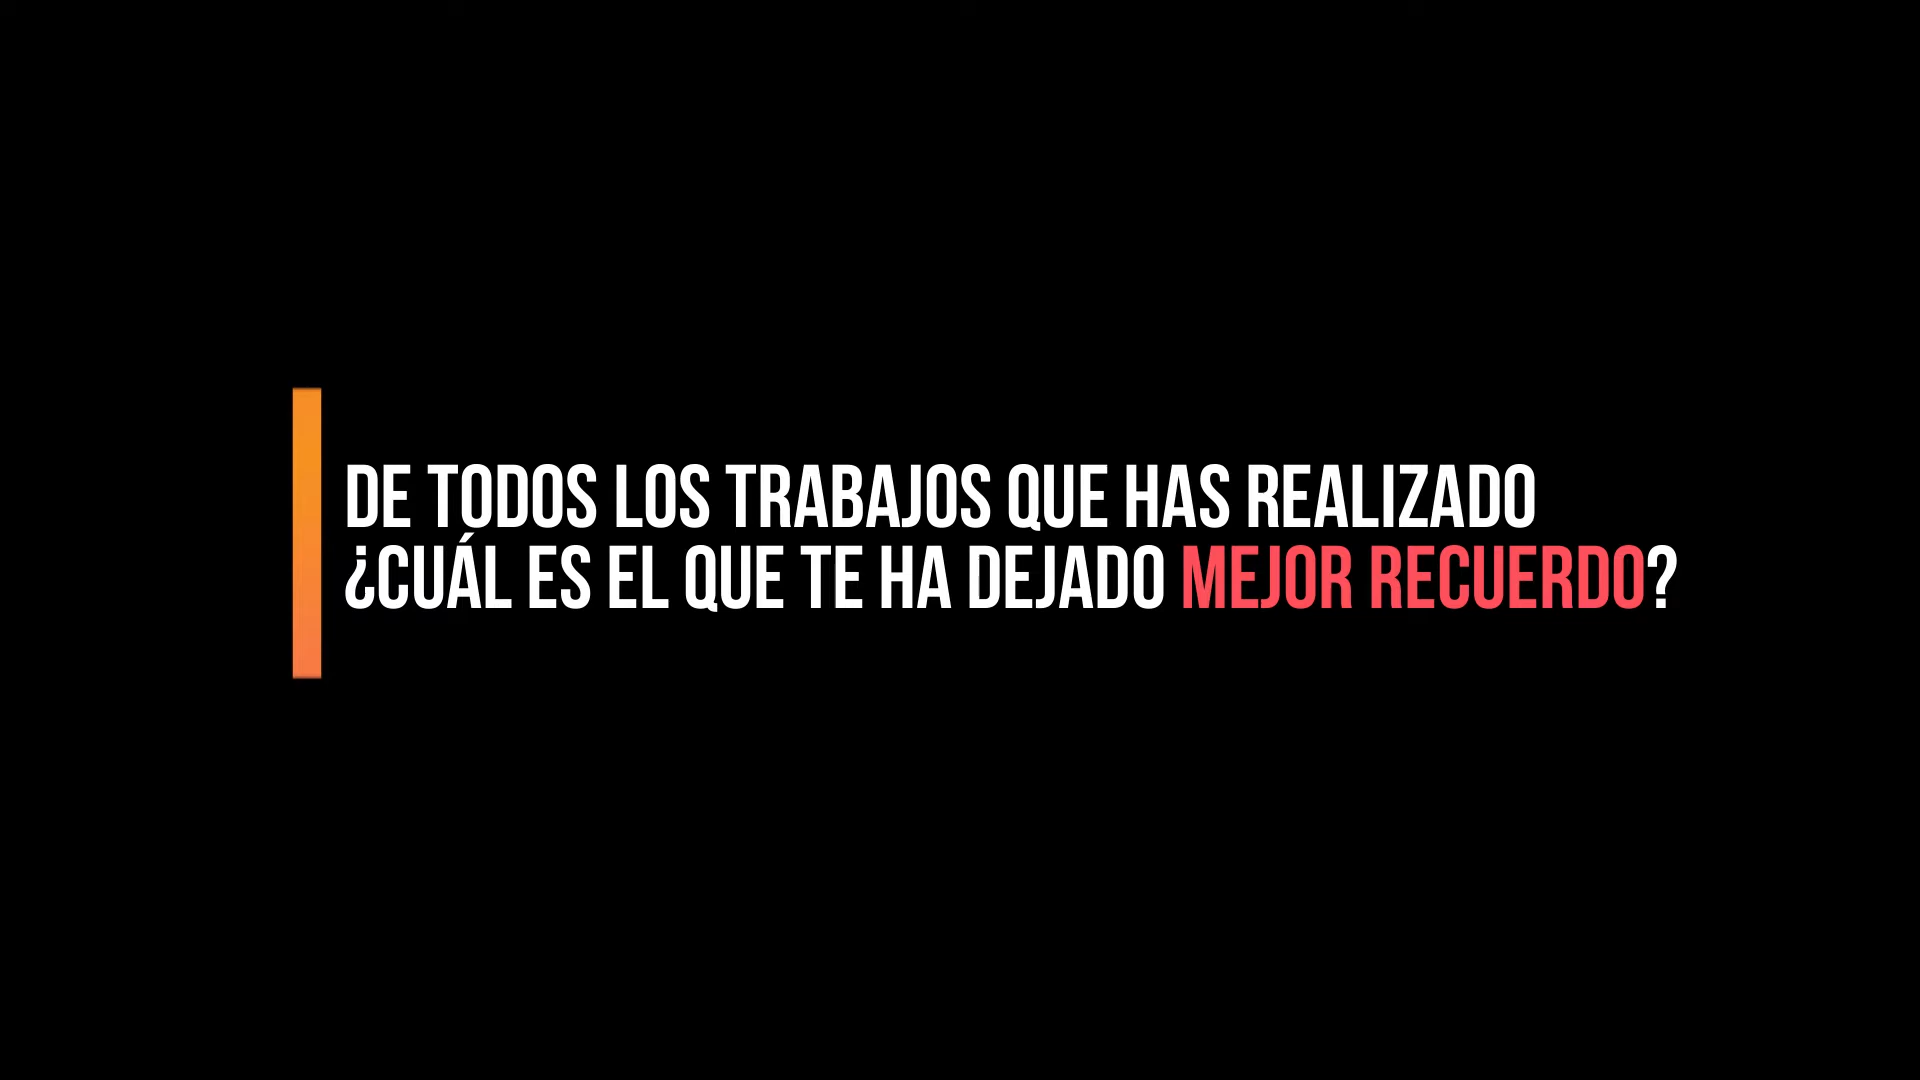 DE TODOS LOS TRABAJOS QUE HAS REALIZADO
¿CUÁL ES EL QUE TE HA DEJADO MEJOR RECUERDO?